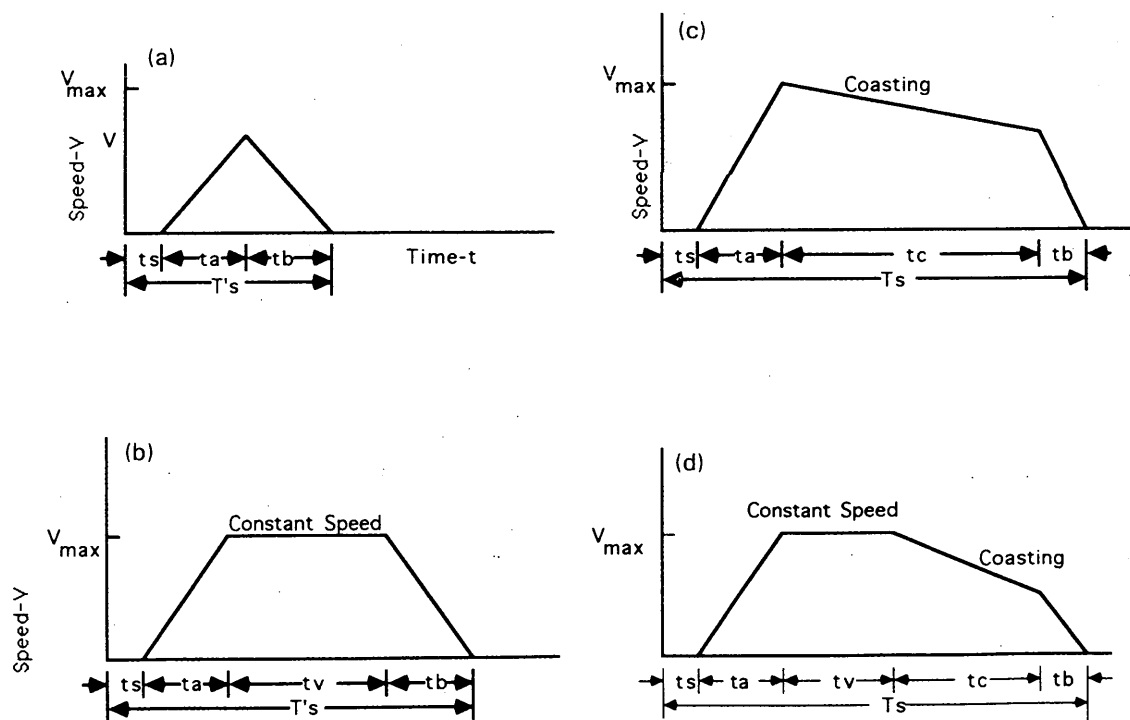 (a)
Vmax
V
Speed-V
ts ta tb Time-t
T's
(c)
Vmax
Coasting
Speed-V
ts ta tc tb
Ts
(b)
Constant Speed
Vmax
Speed-V
ts ta tv tb
T's
(d)
Constant Speed
Vmax
Coasting
ts ta tv tc tb
Ts